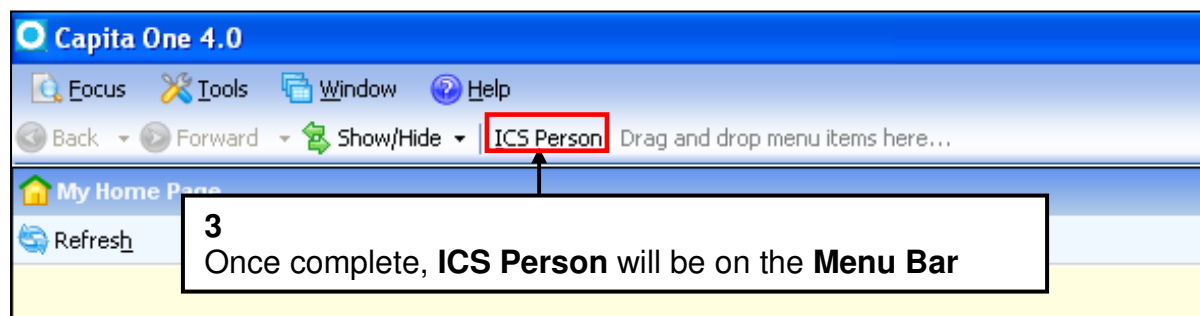 Capita One 4.0
Focus Tools Window Help
Back Forward Show/Hide ICS Person Drag and drop menu items here...
My Home Page
Refresh
3
Once complete, ICS Person will be on the Menu Bar